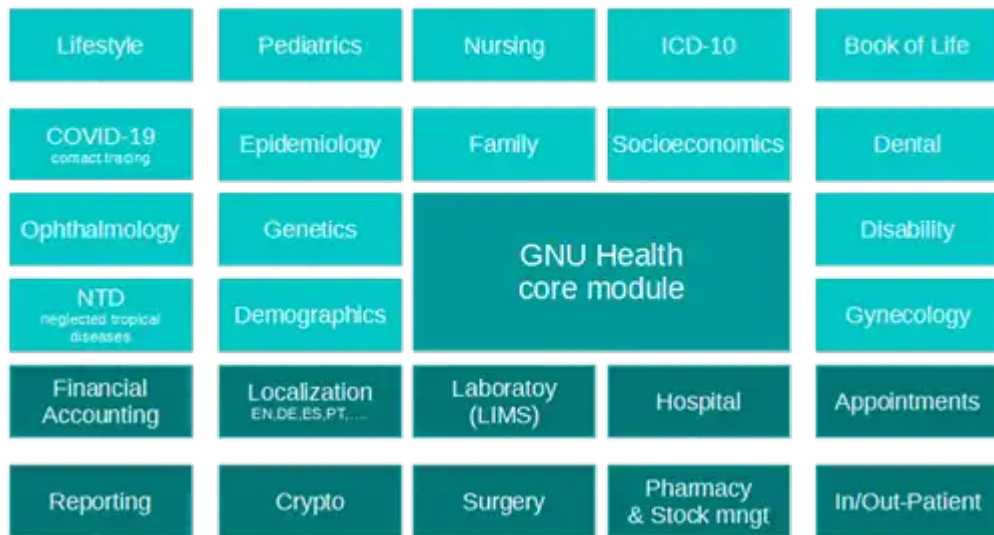 Lifestyle
Pediatrics
Nursing
ICD-10
Book of Life
COVID-19
contact tracing
Epidemiology
Family
Socioeconomics
Dental
Ophthalmology
Genetics
GNU Health
core module
Disability
NTD
neglected tropical
diseases
Demographics
Gynecology
Financial
Accounting
Localization
EN,DE,ES,PT,....
Laboratoy
(LIMS)
Hospital
Appointments
Reporting
Crypto
Surgery
Pharmacy
& Stock mngt
In/Out-Patient